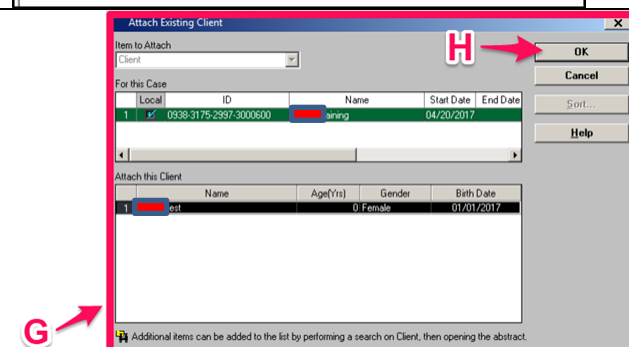 Attach Existing Client
Item to Attach
H
OK
Client
Cancel
For this Case
Local ID Name Start Date End Date
Sort...
1 0938-3175-2997-3000600 aining 04/20/2017
Help
Attach this Client
Name Age(Yrs) Gender Birth Date
1 est 0 Female 01/01/2017
G
Additional items can be added to the list by performing a search on Client, then opening the abstract.